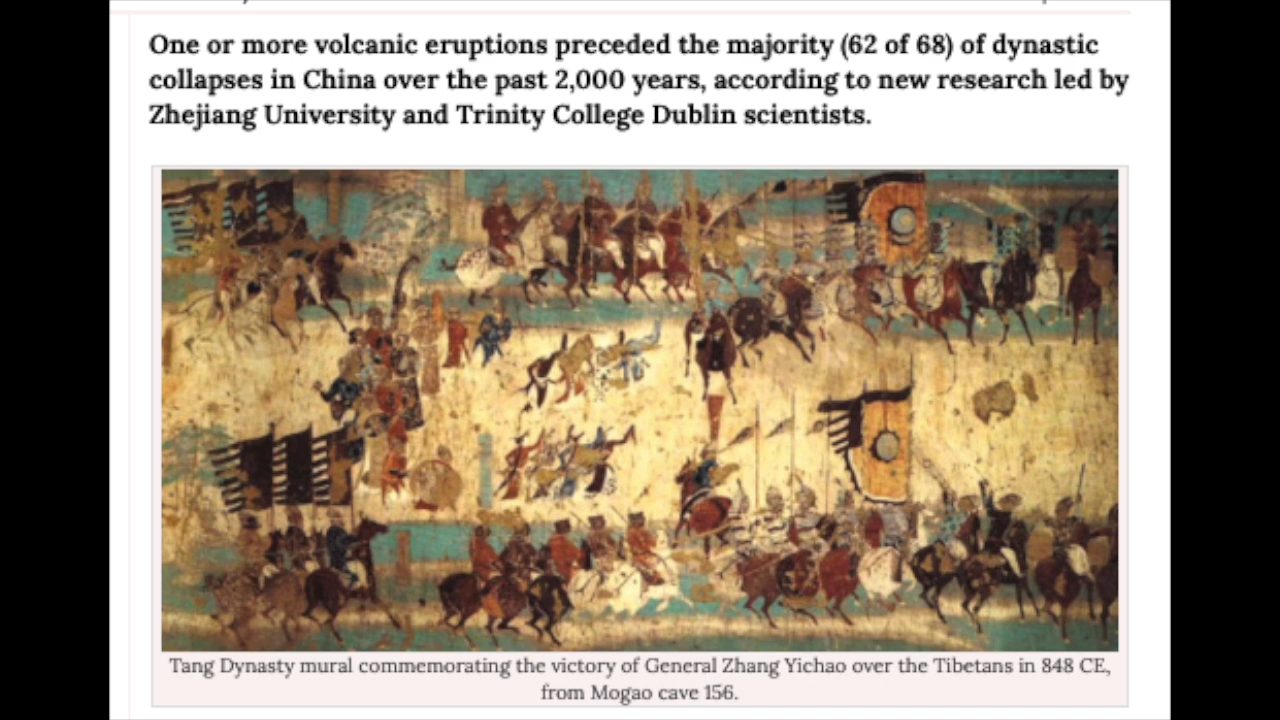 One or more volcanic eruptions preceded the majority (62 of 68) of dynastic
collapses in China over the past 2,000 years, according to new research led by
Zhejiang University and Trinity College Dublin scientists.
Tang Dynasty mural commemorating the victory of General Zhang Yichao over the Tibetans in 848 CE,
from Mogao cave 156.